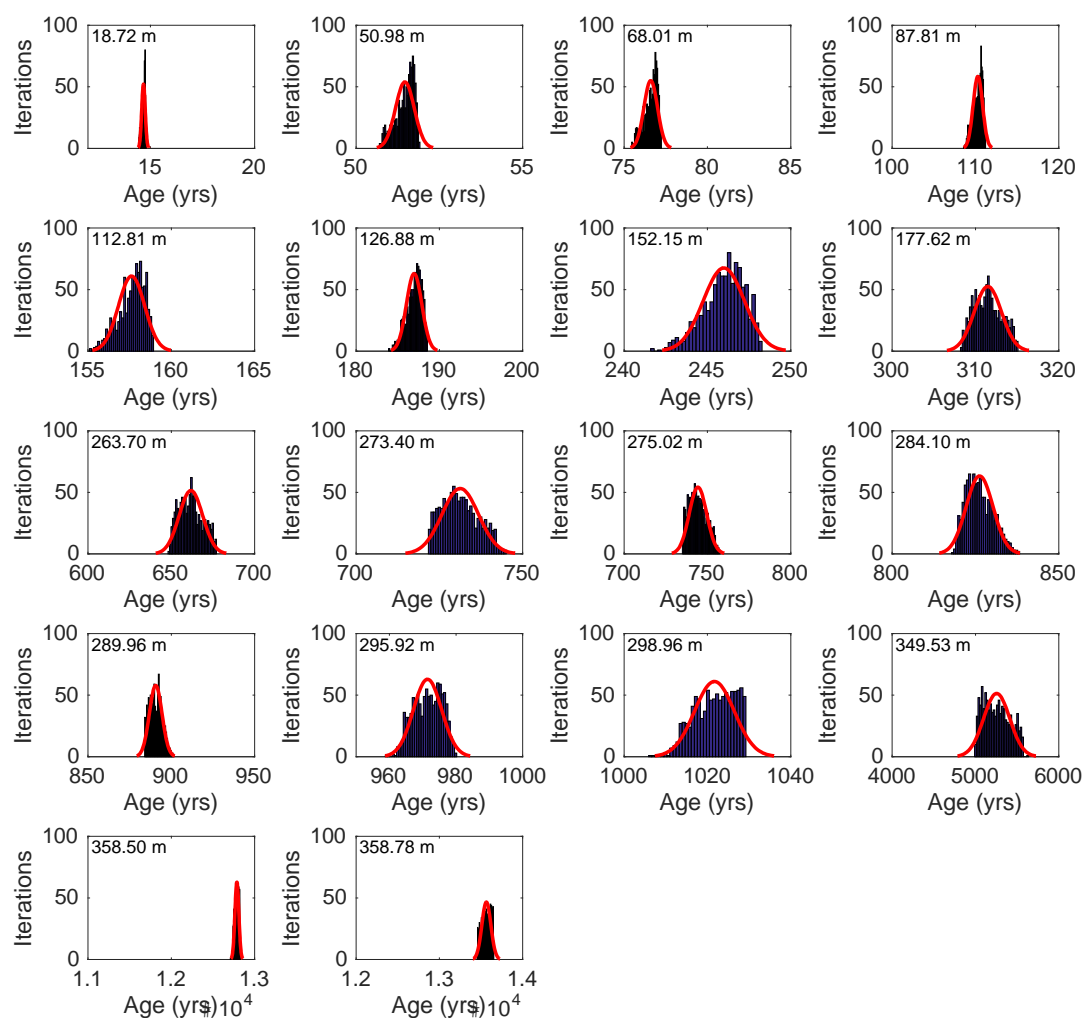 100
18.72 m
Iterations
50
0
15 20
Age (yrs)
100
50.98 m
Iterations
50
0
50 55
Age (yrs)
100
68.01 m
Iterations
50
0
75 80 85
Age (yrs)
100
87.81 m
Iterations
50
0
100 110 120
Age (yrs)
100
112.81 m
Iterations
50
0
155 160 165
Age (yrs)
100
126.88 m
Iterations
50
0
180 190 200
Age (yrs)
100
152.15 m
Iterations
50
0
240 245 250
Age (yrs)
100
177.62 m
Iterations
50
0
300 310 320
Age (yrs)
100
263.70 m
Iterations
50
0
600 650 700
Age (yrs)
100
273.40 m
Iterations
50
0
700 750
Age (yrs)
100
275.02 m
Iterations
50
0
700 750 800
Age (yrs)
100
284.10 m
Iterations
50
0
800 850
Age (yrs)
100
289.96 m
Iterations
50
0
850 900 950
Age (yrs)
100
295.92 m
Iterations
50
0
960 980 1000
Age (yrs)
100
298.96 m
Iterations
50
0
1000 1020 1040
Age (yrs)
100
349.53 m
Iterations
50
0
4000 5000 6000
Age (yrs)
100
358.50 m
Iterations
50
0
1.1 1.2 1.3
Age (yrs)
#10⁴
100
358.78 m
Iterations
50
0
1.2 1.3 1.4
Age (yrs)
#10⁴